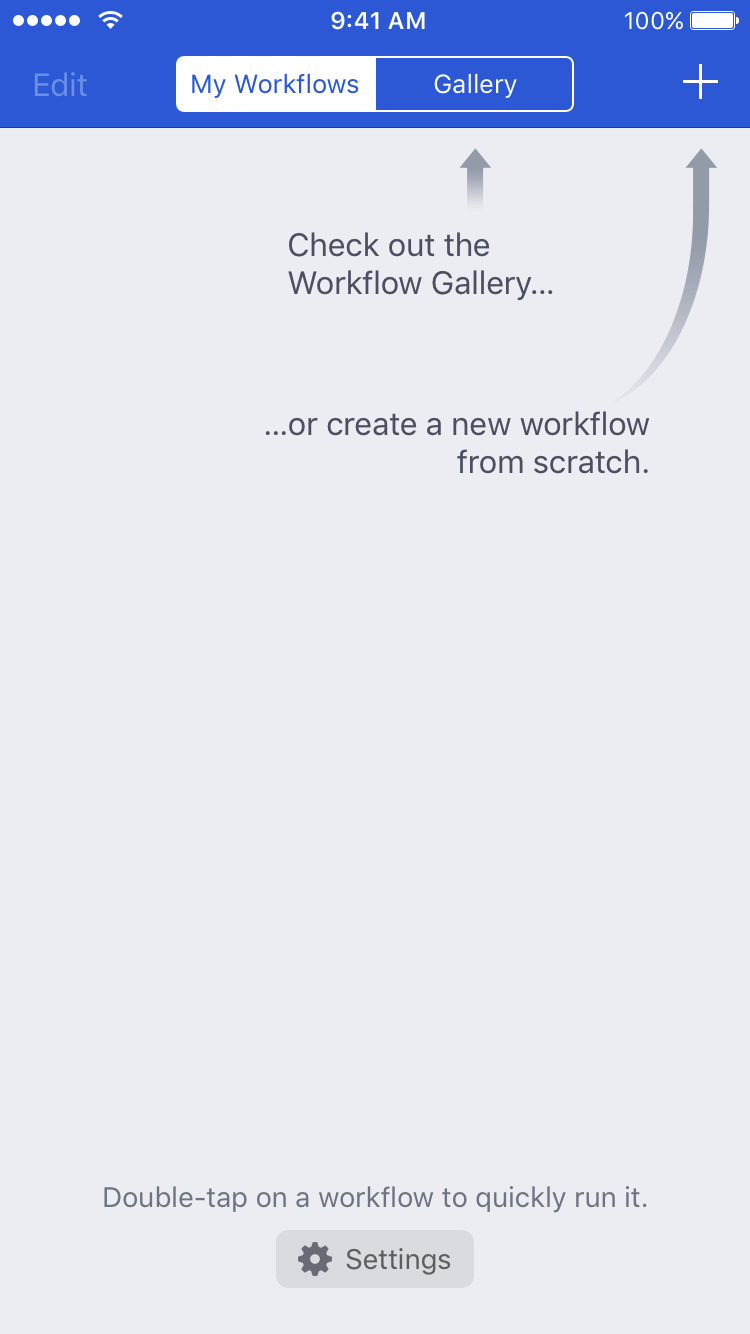 9:41 AM
100%
Edit
My Workflows
Gallery
Check out the
Workflow Gallery...
...or create a new workflow
from scratch.
Double-tap on a workflow to quickly run it.
Settings